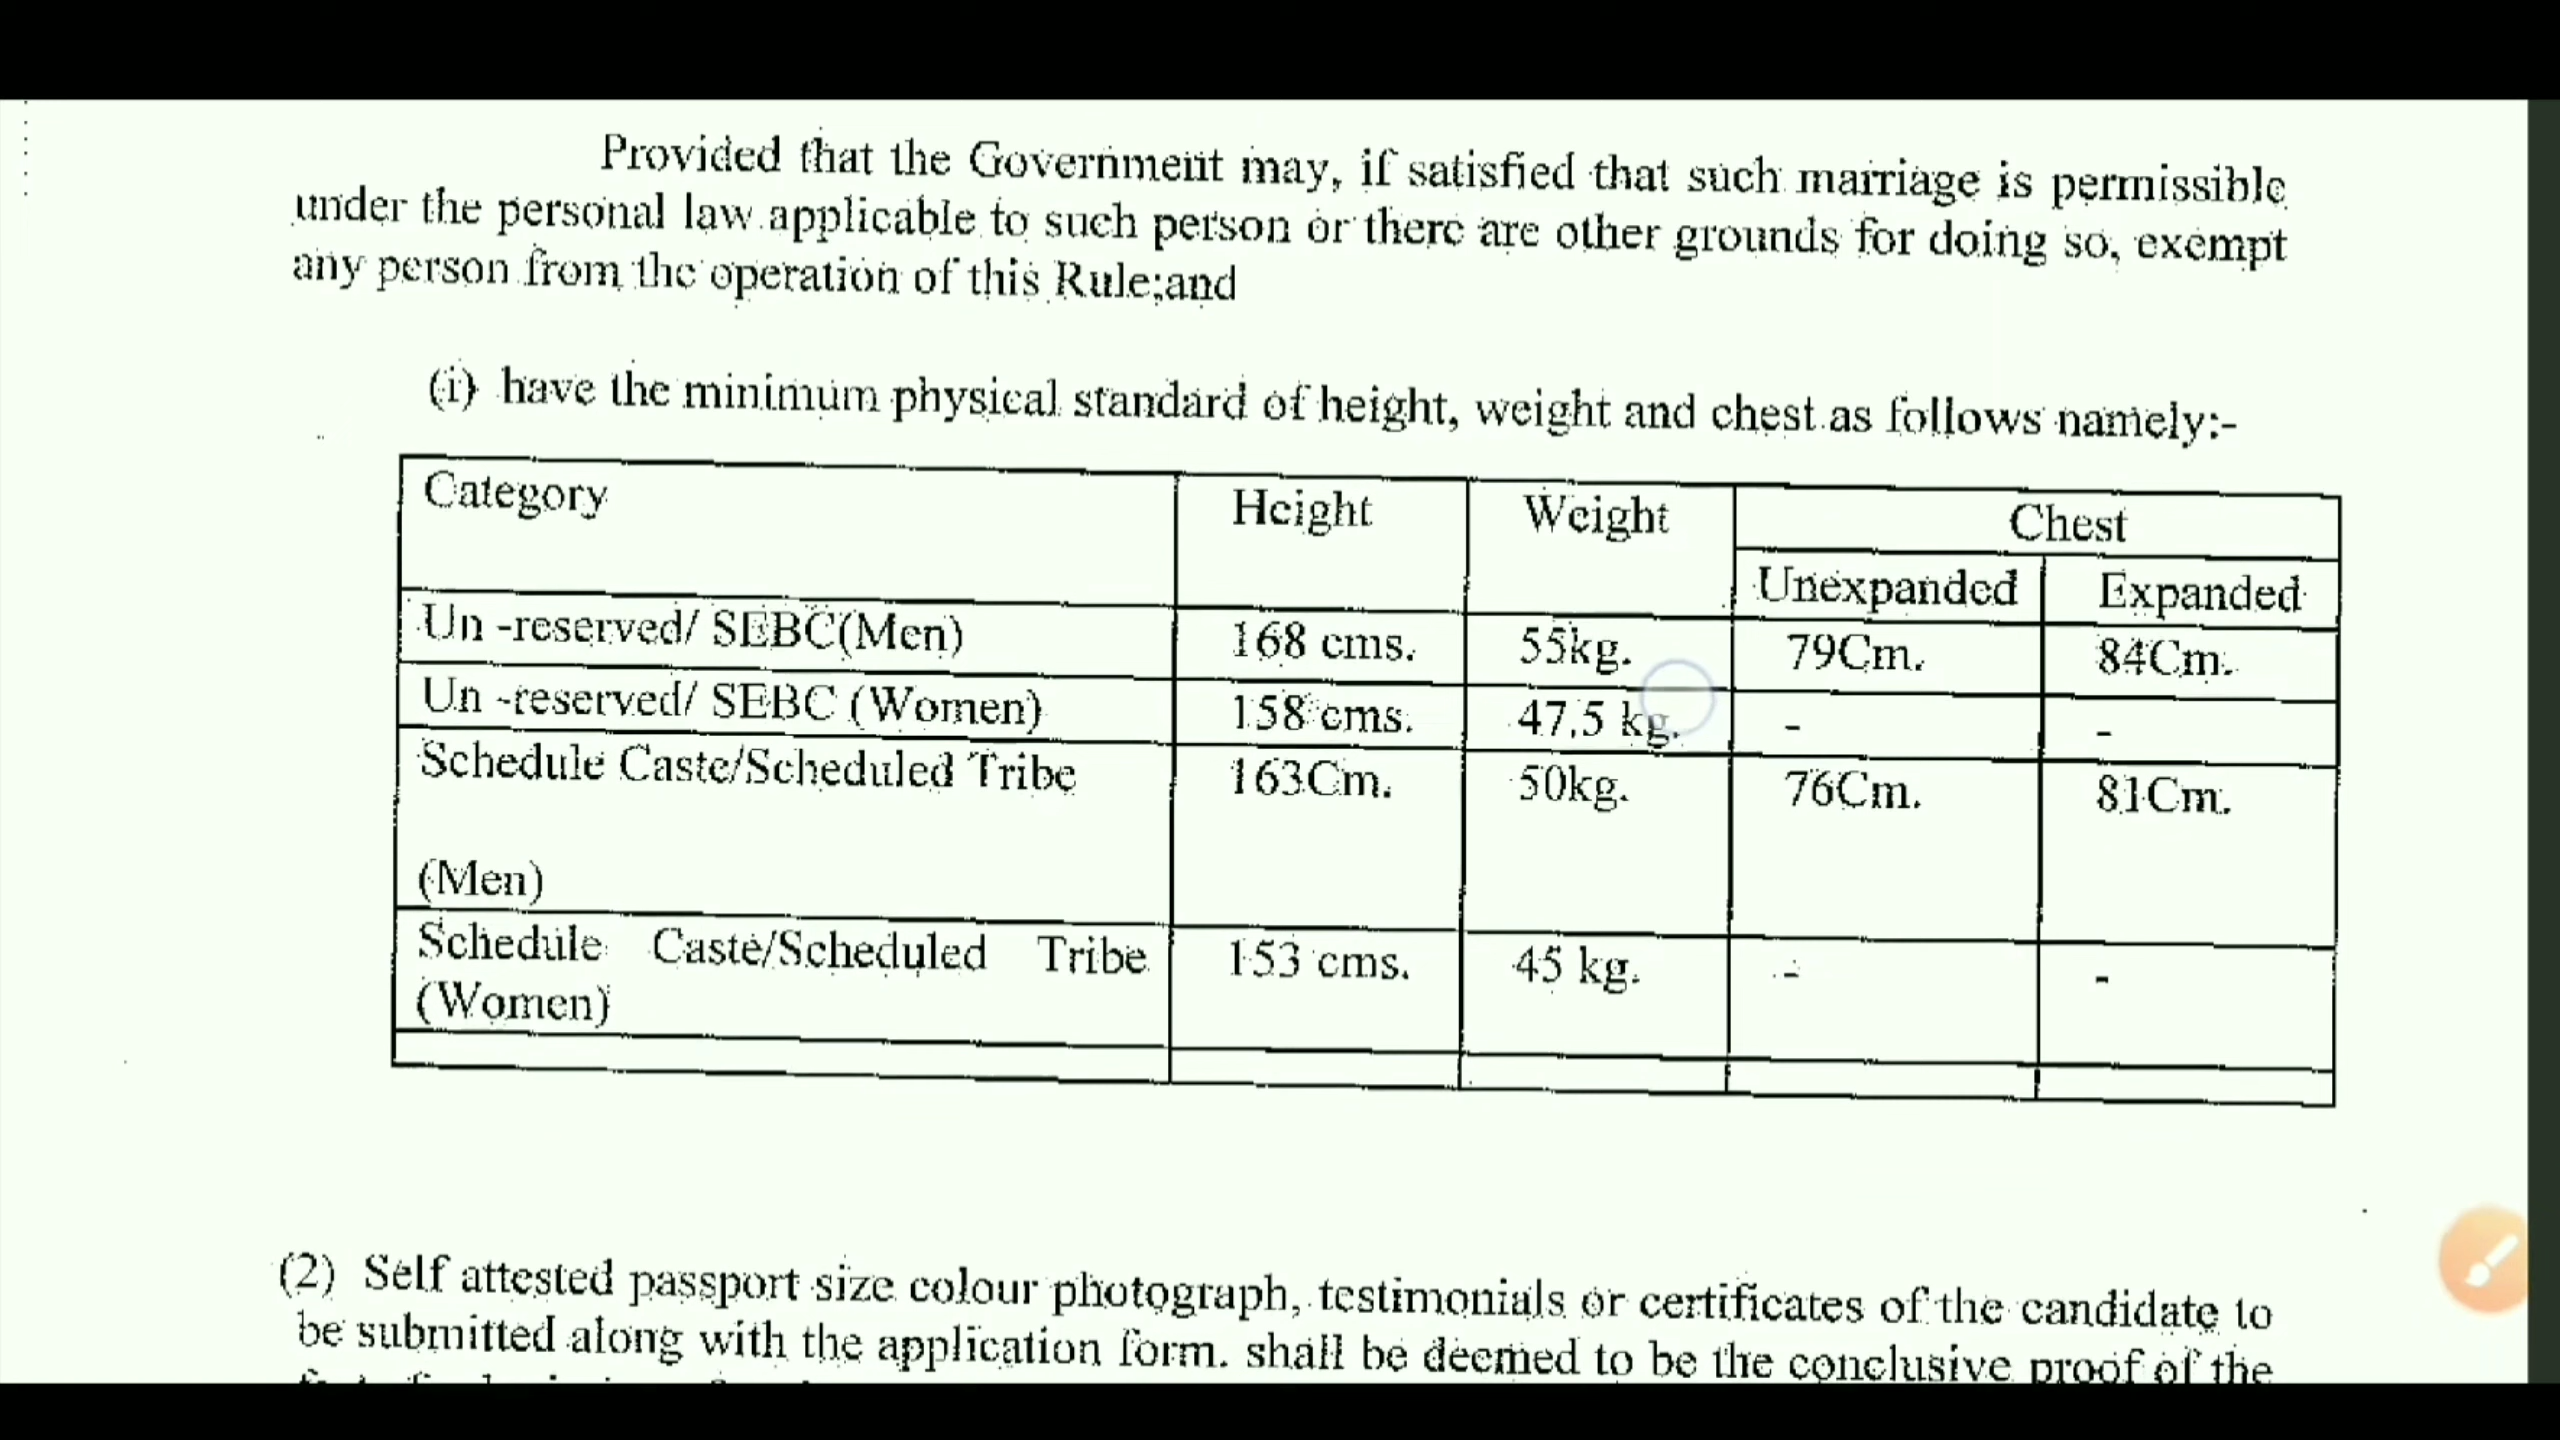 Provided that the Government may, if satisfied that such marriage is permissible
under the personal law applicable to such person or there are other grounds for doing so, exempt
any person from the operation of this Rule;and
(i) have the minimum physical standard of height, weight and chest as follows namely:-
Category Height Weight Chest
Unexpanded Expanded
Un -reserved/ SEBC(Men) 168 cms. 55kg. 79Cm. 84Cm.
Un -reserved/ SEBC (Women) 158 cms. 47.5 kg. - -
Schedule Caste/Scheduled Tribe 163Cm. 50kg. 76Cm. 81Cm.
(Men)
Schedule Caste/Scheduled Tribe 153 cms. 45 kg. - -
(Women)
(2) Self attested passport size colour photograph, testimonials or certificates of the candidate to
be submitted along with the application form. shall be deemed to be the conclusive proof of the